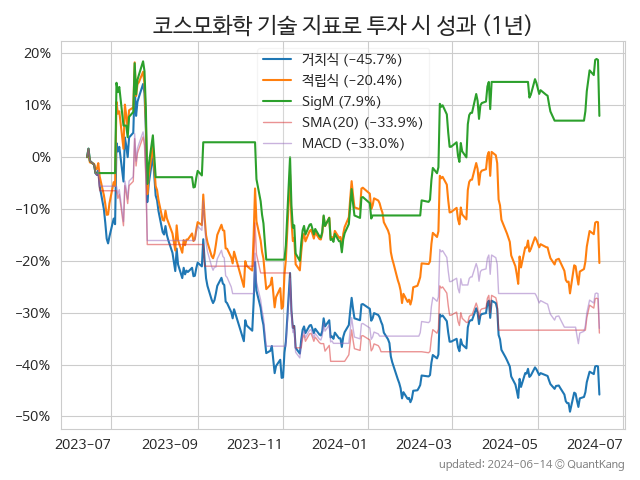 코스모화학 기술 지표로 투자 시 성과 (1년)
거치식 (−45.7%)
적립식 (−20.4%)
SigM (7.9%)
SMA(20) (−33.9%)
MACD (−33.0%)
20%
10%
0%
−10%
−20%
−30%
−40%
−50%
2023-07 2023-09 2023-11 2024-01 2024-03 2024-05 2024-07
updated: 2024-06-14 © QuantKang